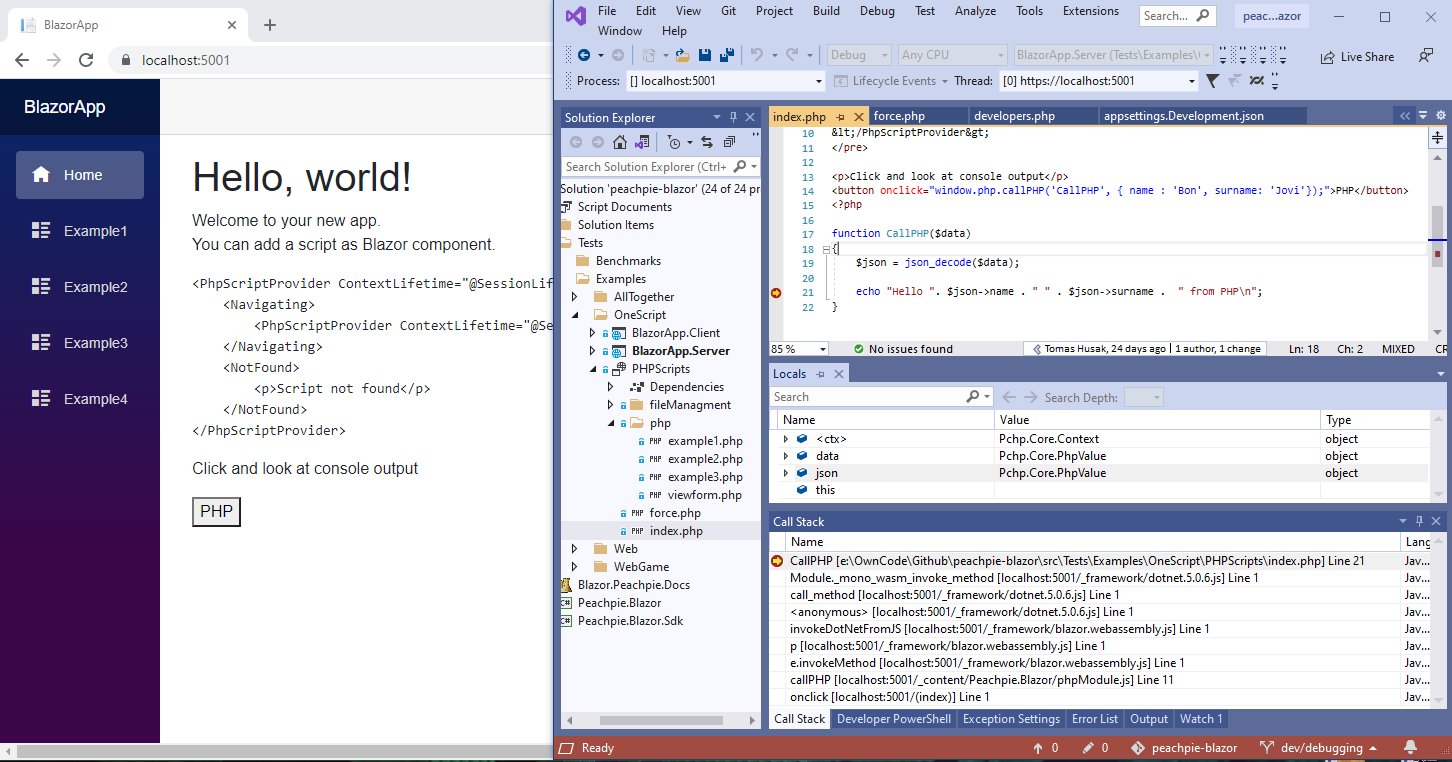 BlazorApp
localhost:5001
BlazorApp
Home
Example1
Example2
Example3
Example4
Hello, world!
Welcome to your new app.
You can add a script as Blazor component.
<PhpScriptProvider ContextLifetime="@SessionLif
<Navigating>
<PhpScriptProvider ContextLifetime="@Se
</Navigating>
<NotFound>
<p>Script not found</p>
</NotFound>
</PhpScriptProvider>
Click and look at console output
PHP
File Edit View Git Project Build Debug Test Analyze Tools Extensions
Search...
peac...azor
Window Help
Debug
Any CPU
BlazorApp.Server (Tests\Examples\
Live Share
Process: [] localhost:5001
Lifecycle Events
Thread: [0] https://localhost:5001
Solution Explorer
Search Solution Explorer (Ctrl+
Solution 'peachpie-blazor' (24 of 24 pr
Script Documents
Solution Items
Tests
Benchmarks
Examples
AllTogether
OneScript
BlazorApp.Client
BlazorApp.Server
PHPScripts
Dependencies
fileManagment
php
PHP example1.php
PHP example2.php
PHP example3.php
PHP viewform.php
PHP force.php
PHP index.php
Web
WebGame
Blazor.Peachpie.Docs
C# Peachpie.Blazor
C# Peachpie.Blazor.Sdk
index.php
force.php
developers.php
appsettings.Development.json
10 &lt;/PhpScriptProvider&gt;
11 </pre>
12
13 <p>Click and look at console output</p>
14 <button onclick="window.php.callPHP('CallPHP', { name : 'Bon', surname: 'Jovi'});">PHP</button>
15 <?php
16
17 function CallPHP($data)
18 {
19 $json = json_decode($data);
20
21 echo "Hello ". $json->name . " " . $json->surname .  " from PHP\n";
22 }
85 %
No issues found
Tomas Husak, 24 days ago | 1 author, 1 change
Ln: 18 Ch: 2 MIXED CR
Locals
Search
Search Depth:
Name Value Type
<ctx> Pchp.Core.Context object
data Pchp.Core.PhpValue object
json Pchp.Core.PhpValue object
this
Call Stack
Name Lang
CallPHP [e:\OwnCode\Github\peachpie-blazor\src\Tests\Examples\OneScript\PHPScripts\index.php] Line 21 Jav...
Module._mono_wasm_invoke_method [localhost:5001/_framework/dotnet.5.0.6.js] Line 1 Jav...
call_method [localhost:5001/_framework/dotnet.5.0.6.js] Line 1 Jav...
<anonymous> [localhost:5001/_framework/dotnet.5.0.6.js] Line 1 Jav...
invokeDotNetFromJS [localhost:5001/_framework/blazor.webassembly.js] Line 1 Jav...
p [localhost:5001/_framework/blazor.webassembly.js] Line 1 Jav...
e.invokeMethod [localhost:5001/_framework/blazor.webassembly.js] Line 1 Jav...
callPHP [localhost:5001/_content/Peachpie.Blazor/phpModule.js] Line 11 Jav...
onclick [localhost:5001/(index)] Line 1 Jav...
Call Stack
Developer PowerShell
Exception Settings
Error List
Output
Watch 1
Ready
0
0
peachpie-blazor
dev/debugging